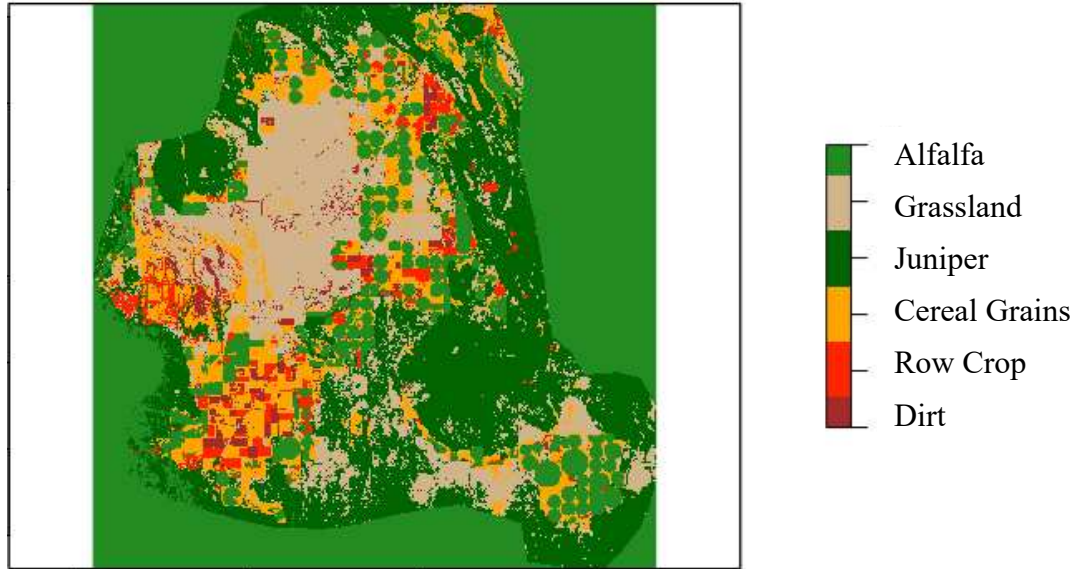 Alfalfa
Grassland
Juniper
Cereal Grains
Row Crop
Dirt